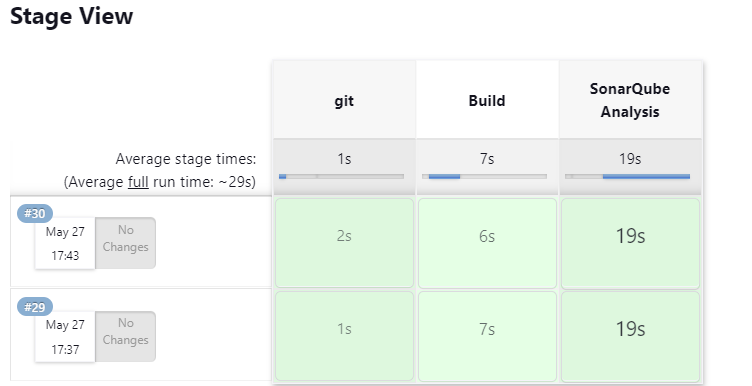 Stage View
git
Build
SonarQube
Analysis
Average stage times:
(Average full run time: ~29s)
1s
7s
19s
#30
May 27
17:43
No
Changes
2s
6s
19s
#29
May 27
17:37
No
Changes
1s
7s
19s